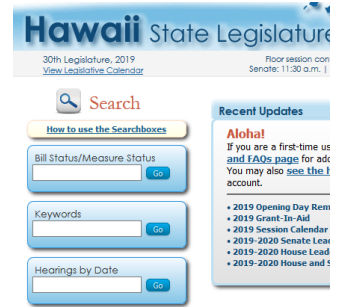 Hawaii State Legislature
30th Legislature, 2019
View Legislative Calendar
Floor session con
Senate: 11:30 a.m. |
Search
How to use the Searchboxes
Bill Status/Measure Status
Go
Keywords
Go
Hearings by Date
Go
Recent Updates
Aloha!
If you are a first-time us
and FAQs page for add
You may also see the h
account.
• 2019 Opening Day Rem
• 2019 Grant-In-Aid
• 2019 Session Calendar
• 2019-2020 Senate Lead
• 2019-2020 House Leade
• 2019-2020 House and S